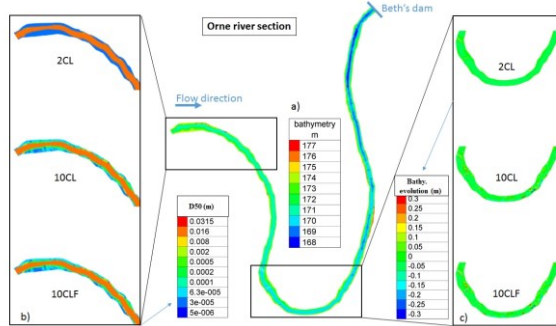 Orne river section
Beth's dam
2CL
10CL
10CLF
b)
Flow direction
a)
bathymetry
m
177
176
175
174
173
172
171
170
169
168
D50 (m)
0.0315
0.016
0.008
0.002
0.0005
0.0002
0.0001
6.3e-005
3e-005
5e-006
Bathy.
evolution (m)
0.3
0.25
0.2
0.15
0.1
0.05
0
-0.05
-0.1
-0.15
-0.2
-0.25
-0.3
2CL
10CL
10CLF
c)